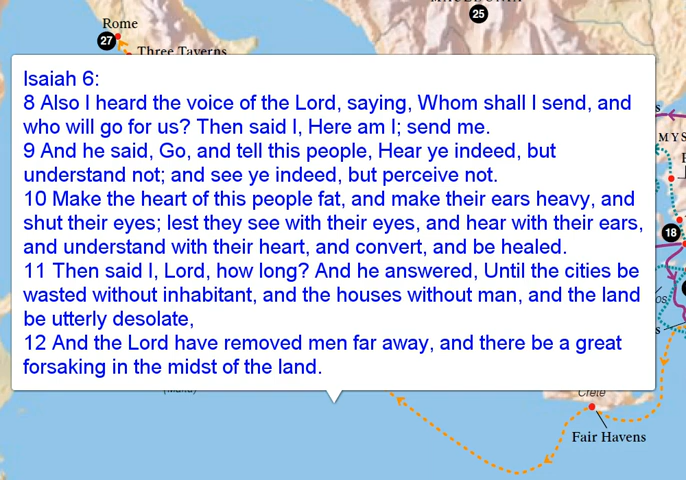 Rome
27
Three Taverns
25
Isaiah 6:
8 Also I heard the voice of the Lord, saying, Whom shall I send, and
who will go for us? Then said I, Here am I; send me.
9 And he said, Go, and tell this people, Hear ye indeed, but
understand not; and see ye indeed, but perceive not.
10 Make the heart of this people fat, and make their ears heavy, and
shut their eyes; lest they see with their eyes, and hear with their ears,
and understand with their heart, and convert, and be healed.
11 Then said I, Lord, how long? And he answered, Until the cities be
wasted without inhabitant, and the houses without man, and the land
be utterly desolate,
12 And the Lord have removed men far away, and there be a great
forsaking in the midst of the land.
MYS
18
Crete
Fair Havens